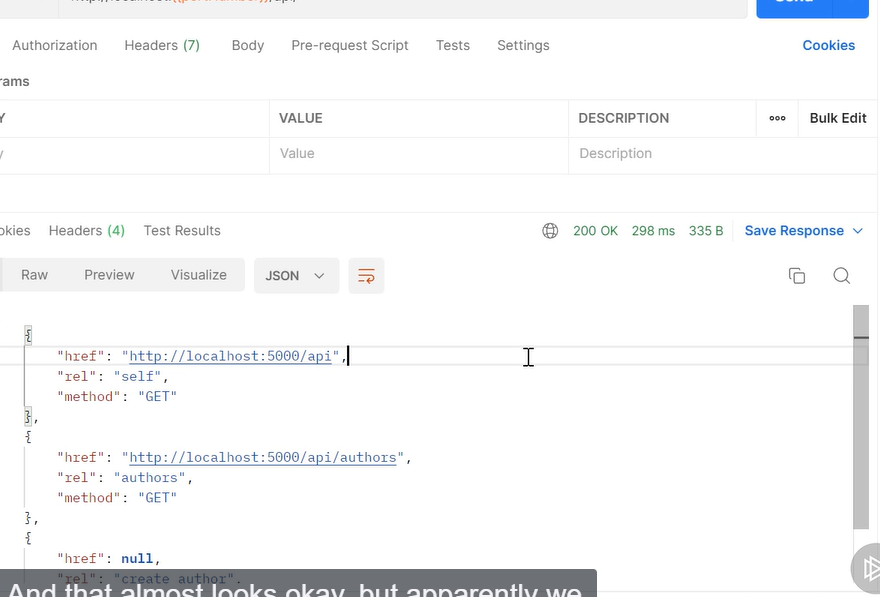 Authorization Headers (7) Body Pre-request Script Tests Settings Cookies
rams
VALUE DESCRIPTION ooo Bulk Edit
Value Description
okies Headers (4) Test Results 200 OK 298 ms 335 B Save Response
Raw Preview Visualize JSON
{
"href": "http://localhost:5000/api",
"rel": "self",
"method": "GET"
},
{
"href": "http://localhost:5000/api/authors",
"rel": "authors",
"method": "GET"
},
{
"href": null,
"rel": "create author",
And that almost looks okay, but apparently we